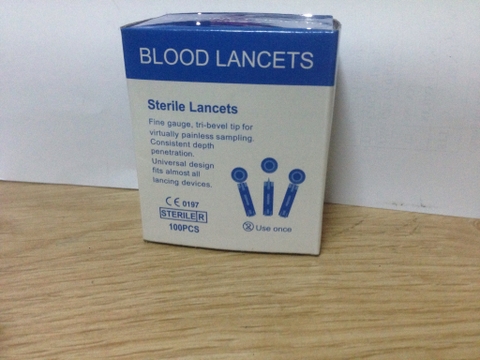 BLOOD LANCETS
Sterile Lancets
Fine gauge, tri-bevel tip for
virtually painless sampling.
Consistent depth
penetration.
Universal design
fits almost all
lancing devices.
CE 0197
STERILE R
100PCS
Use once